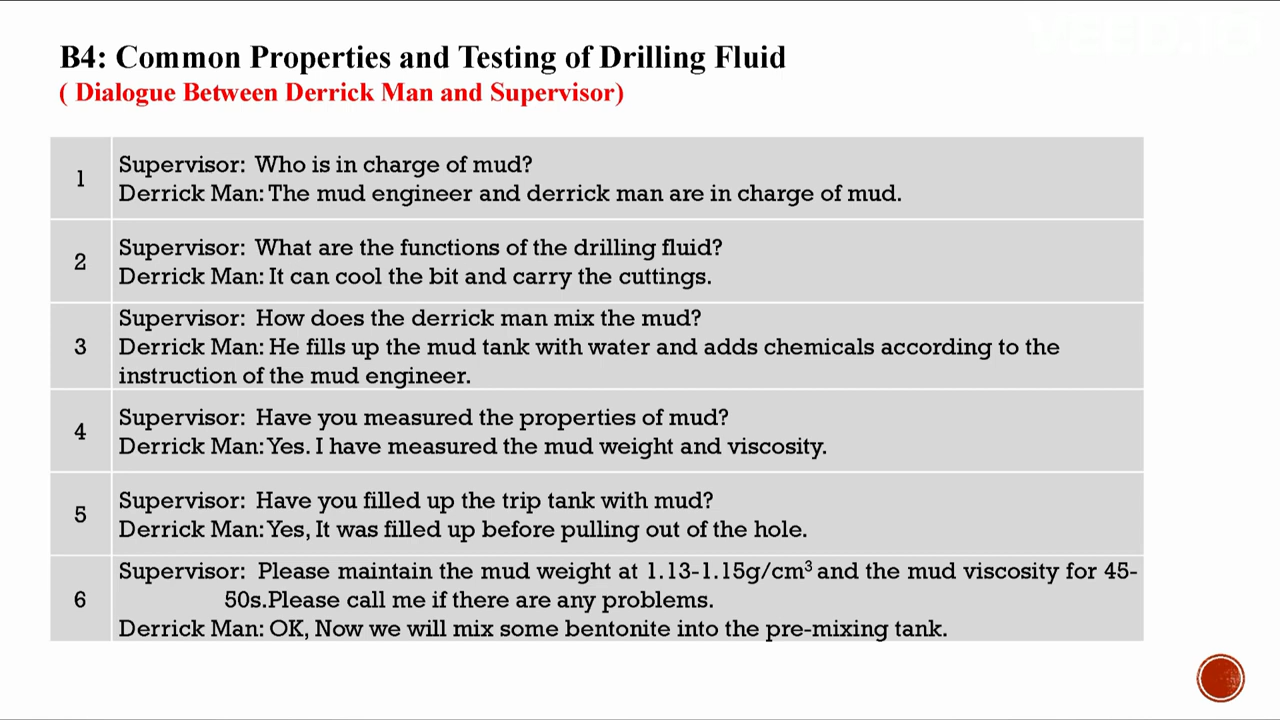 B4: Common Properties and Testing of Drilling Fluid
( Dialogue Between Derrick Man and Supervisor)
1
Supervisor: Who is in charge of mud?
Derrick Man: The mud engineer and derrick man are in charge of mud.
2
Supervisor: What are the functions of the drilling fluid?
Derrick Man: It can cool the bit and carry the cuttings.
3
Supervisor: How does the derrick man mix the mud?
Derrick Man: He fills up the mud tank with water and adds chemicals according to the
instruction of the mud engineer.
4
Supervisor: Have you measured the properties of mud?
Derrick Man: Yes. I have measured the mud weight and viscosity.
5
Supervisor: Have you filled up the trip tank with mud?
Derrick Man: Yes, It was filled up before pulling out of the hole.
6
Supervisor: Please maintain the mud weight at 1.13-1.15g/cm³ and the mud viscosity for 45-
50s.Please call me if there are any problems.
Derrick Man: OK, Now we will mix some bentonite into the pre-mixing tank.